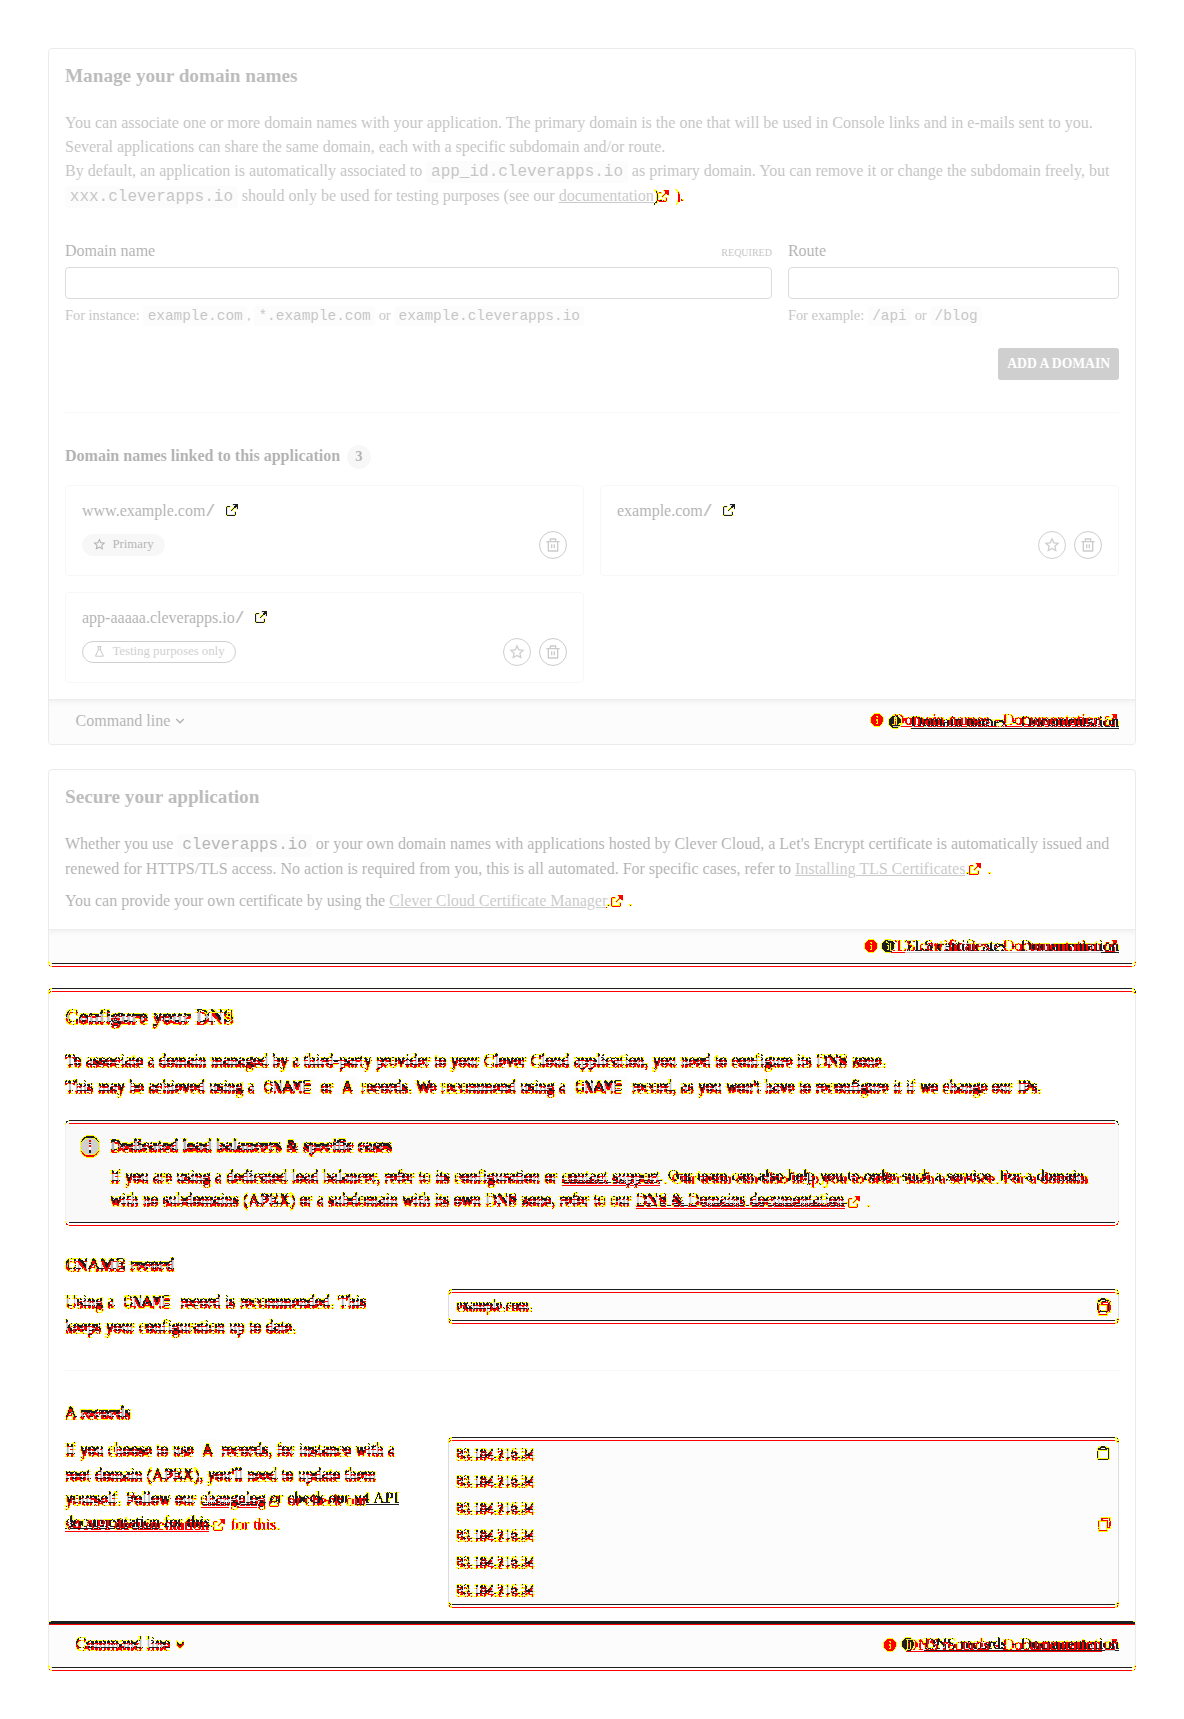 Manage your domain names
You can associate one or more domain names with your application. The primary domain is the one that will be used in Console links and in e-mails sent to you.
Several applications can share the same domain, each with a specific subdomain and/or route.
By default, an application is automatically associated to app_id.cleverapps.io as primary domain. You can remove it or change the subdomain freely, but
xxx.cleverapps.io should only be used for testing purposes (see our documentation ).
Domain name REQUIRED Route
For instance: example.com, *.example.com or example.cleverapps.io For example: /api or /blog
ADD A DOMAIN
Domain names linked to this application 3
www.example.com/ example.com/
Primary
app-aaaaa.cleverapps.io/
Testing purposes only
Command line Domain names - Documentation
Secure your application
Whether you use cleverapps.io or your own domain names with applications hosted by Clever Cloud, a Let's Encrypt certificate is automatically issued and
renewed for HTTPS/TLS access. No action is required from you, this is all automated. For specific cases, refer to Installing TLS Certificates .
You can provide your own certificate by using the Clever Cloud Certificate Manager .
Documentation
Configure your DNS
To associate a domain managed by a third-party provider to your Clever Cloud application, you need to configure its DNS zone.
This may be achieved using a CNAME or A records. We recommend using a CNAME record, as you won't have to reconfigure it if we change our IPs.
Dedicated load balancers & specific cases
If you are using a dedicated load balancer, refer to its configuration or contact support. Our team can also help you to order such a service. For a domain
with no subdomains (APEX) or a subdomain with its own DNS zone, refer to our DNS & Domains documentation .
CNAME record
Using a CNAME record is recommended. This
keeps your configuration up to date.
example.com.
A records
If you choose to use A records, for instance with a
root domain (APEX), you'll need to update them
yourself. Follow our changelog or check our API
documentation for this.
Command line DNS records - Documentation